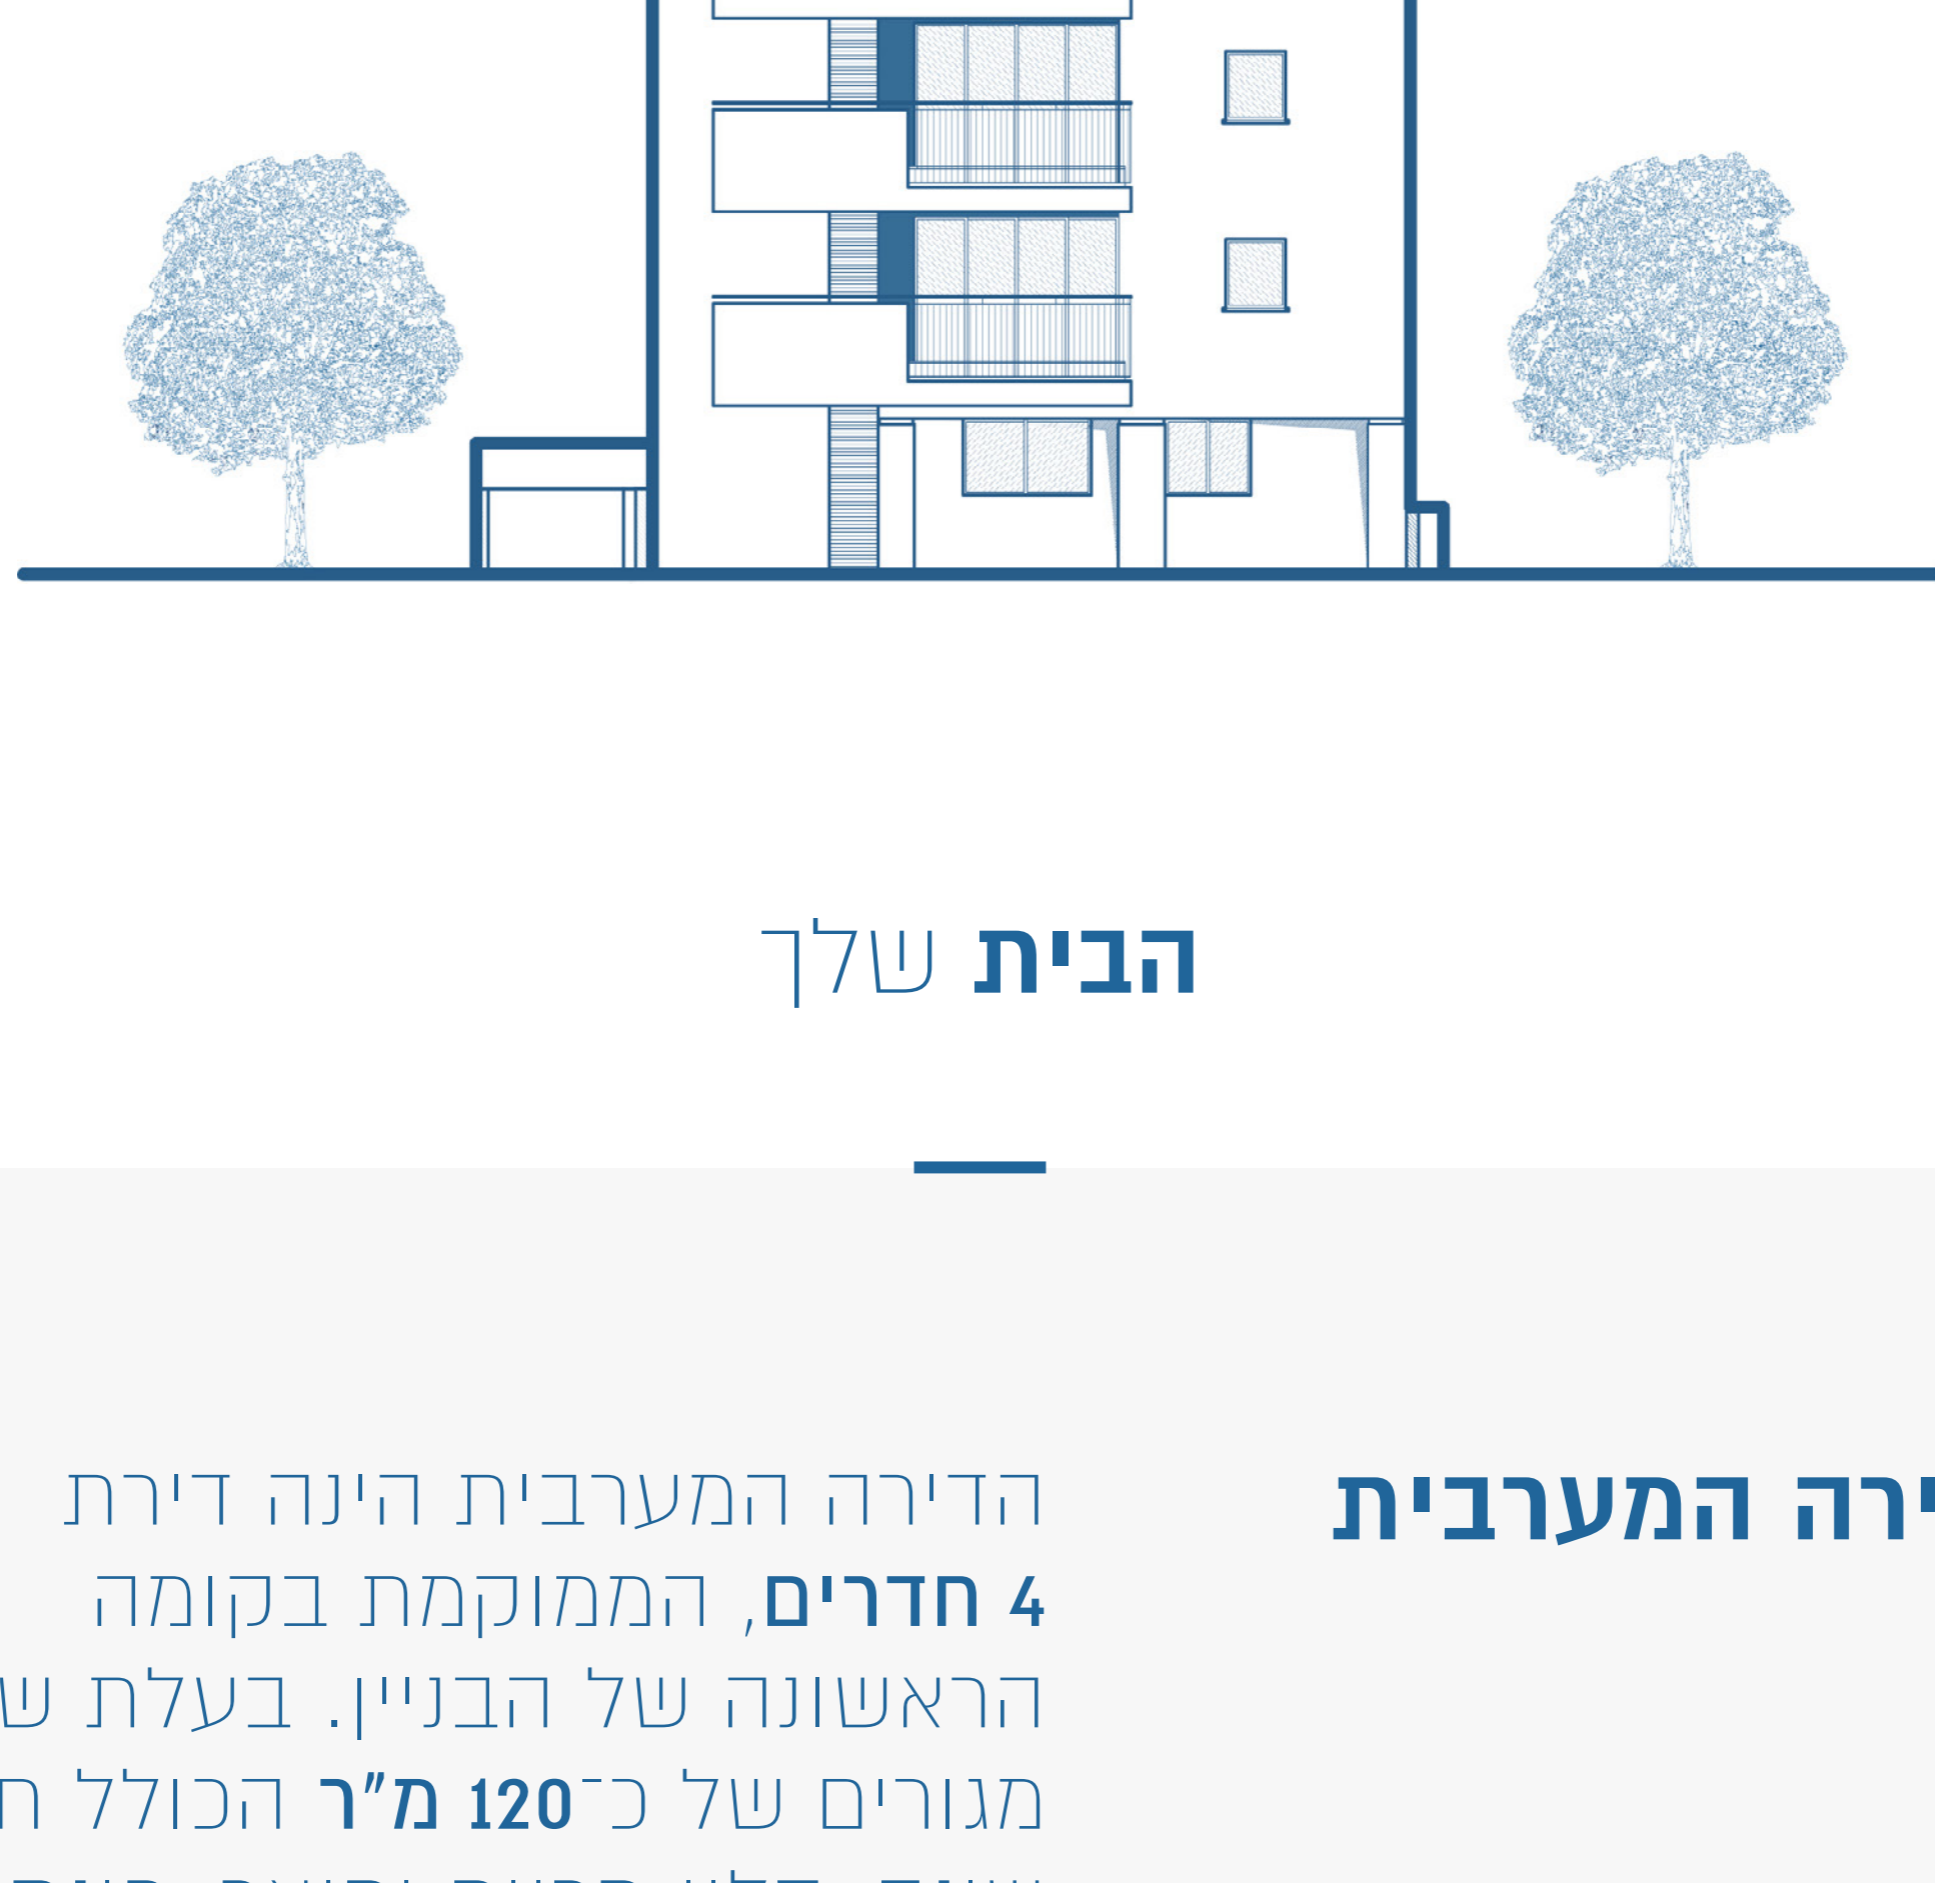 הבית שלך
המערבית
הדירה המערבית הינה דירת
4 חדרים, הממוקמת בקומה
הראשונה של הבניין. בעלת
מגורים של כ־120 מ״ר הכולל